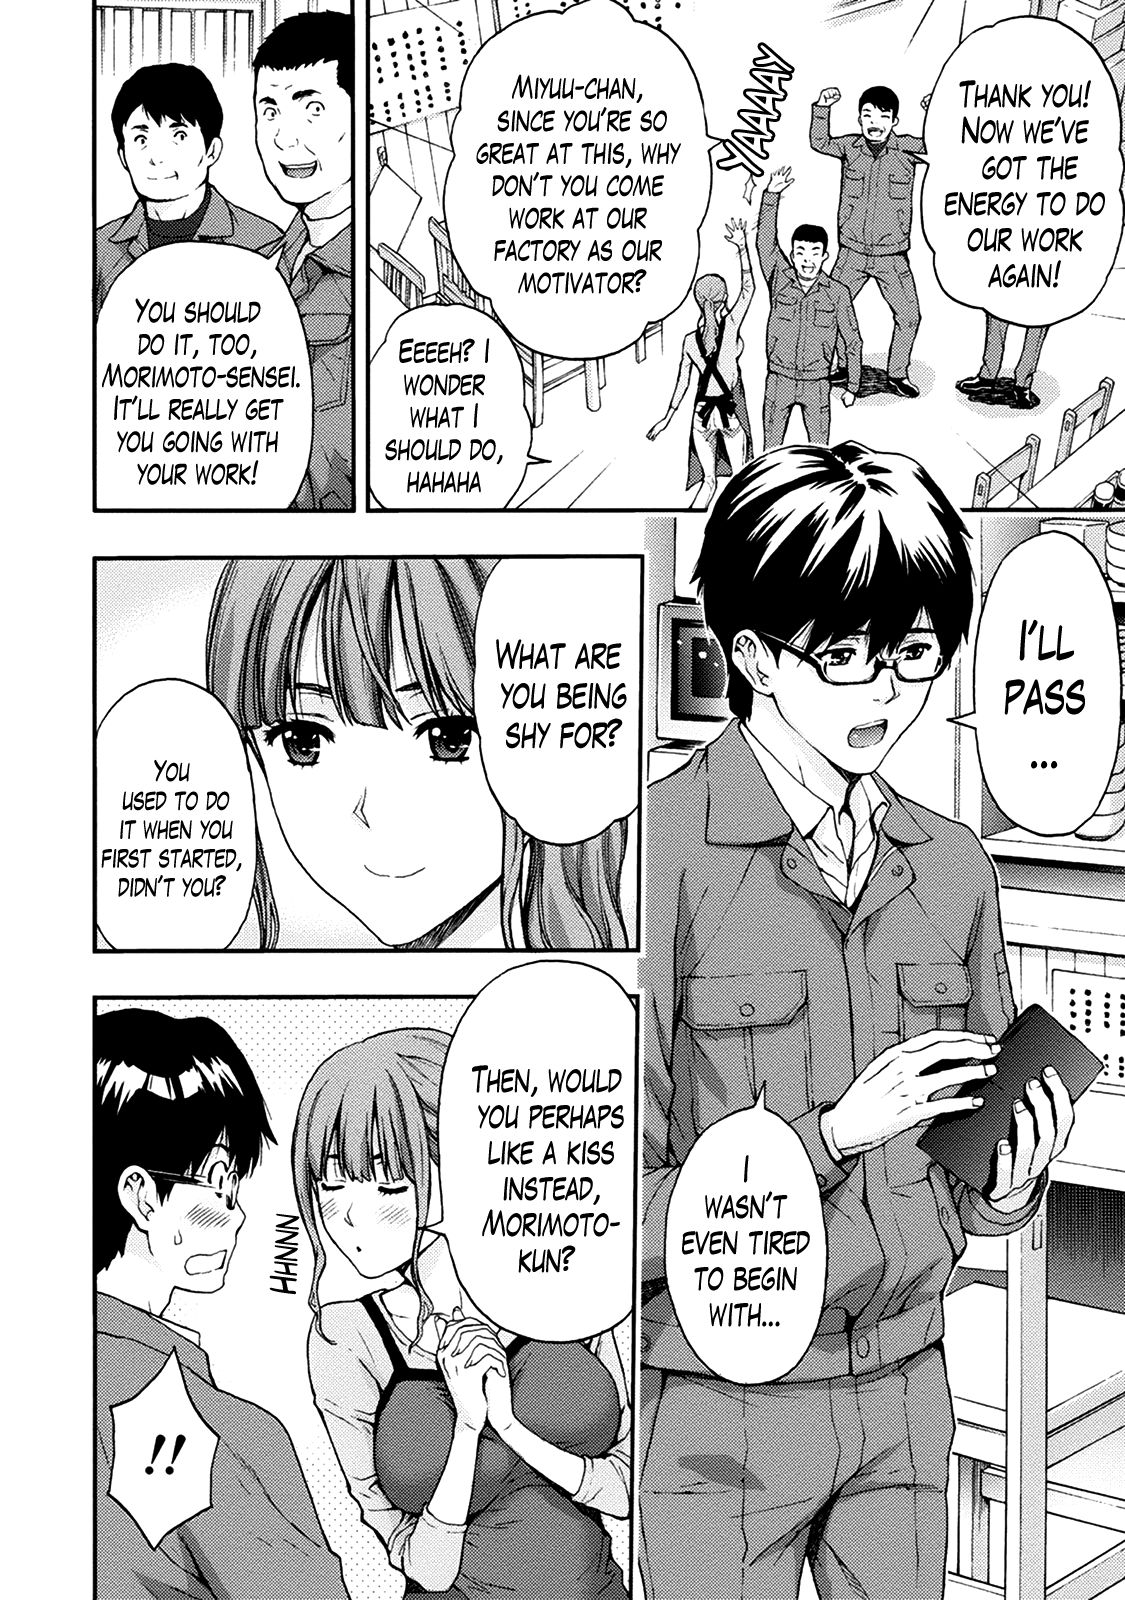 THANK YOU!
NOW WE'VE
GOT THE
ENERGY TO DO
OUR WORK
AGAIN!
YAAAAY
MIYUU-CHAN,
SINCE YOU'RE SO
GREAT AT THIS, WHY
DON'T YOU COME
WORK AT OUR
FACTORY AS OUR
MOTIVATOR?
EEEEH? I
WONDER
WHAT I
SHOULD DO,
HAHAHA
YOU SHOULD
DO IT, TOO,
MORIMOTO-SENSEI.
IT'LL REALLY GET
YOU GOING WITH
YOUR WORK!
I'LL
PASS
...
I
WASN'T
EVEN TIRED
TO BEGIN
WITH...
WHAT ARE
YOU BEING
SHY FOR?
YOU
USED TO DO
IT WHEN YOU
FIRST STARTED,
DIDN'T YOU?
THEN, WOULD
YOU PERHAPS
LIKE A KISS
INSTEAD,
MORIMOTO-
KUN?
HHNNN
!!